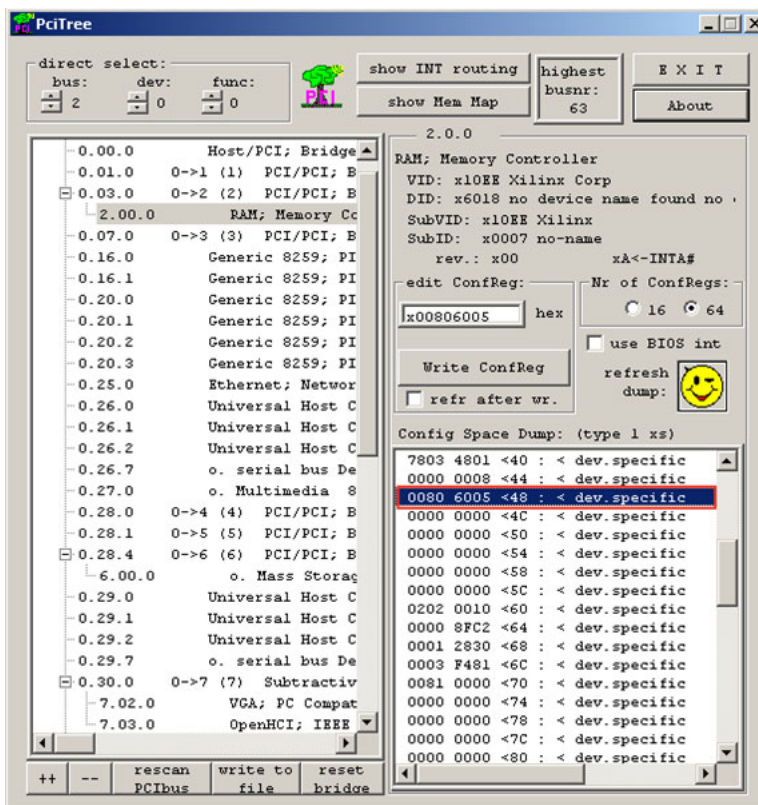 PciTree
direct select:
bus: dev: func:
2 0 0
PCI
show INT routing
show Mem Map
highest
busnr:
63
E X I T
About
0.00.0 Host/PCI; Bridge
0.01.0 0->1 (1) PCI/PCI; B
0.03.0 0->2 (2) PCI/PCI; B
2.00.0 RAM; Memory Co
0.07.0 0->3 (3) PCI/PCI; B
0.16.0 Generic 8259; PI
0.16.1 Generic 8259; PI
0.20.0 Generic 8259; PI
0.20.1 Generic 8259; PI
0.20.2 Generic 8259; PI
0.20.3 Generic 8259; PI
0.25.0 Ethernet; Networ
0.26.0 Universal Host C
0.26.1 Universal Host C
0.26.2 Universal Host C
0.26.7 o. serial bus De
0.27.0 o. Multimedia 8
0.28.0 0->4 (4) PCI/PCI; B
0.28.1 0->5 (5) PCI/PCI; B
0.28.4 0->6 (6) PCI/PCI; B
6.00.0 o. Mass Storag
0.29.0 Universal Host C
0.29.1 Universal Host C
0.29.2 Universal Host C
0.29.7 o. serial bus De
0.30.0 0->7 (7) Subtractiv
7.02.0 VGA; PC Compat
7.03.0 OpenHCI; IEEE
++ -- rescan PCIbus write to file reset bridge
2.0.0
RAM; Memory Controller
VID: x10EE Xilinx Corp
DID: x6018 no device name found no
SubVID: x10EE Xilinx
SubID: x0007 no-name
rev.: x00 xA<-INTA#
edit ConfReg:
x00806005 hex
Write ConfReg
refr after wr.
Nr of ConfRegs:
16 64
use BIOS int
refresh
dump:
Config Space Dump: (type 1 xs)
7803 4801 <40 : < dev.specific
0000 0008 <44 : < dev.specific
0080 6005 <48 : < dev.specific
0000 0000 <4C : < dev.specific
0000 0000 <50 : < dev.specific
0000 0000 <54 : < dev.specific
0000 0000 <58 : < dev.specific
0000 0000 <5C : < dev.specific
0202 0010 <60 : < dev.specific
0000 8FC2 <64 : < dev.specific
0001 2830 <68 : < dev.specific
0003 F481 <6C : < dev.specific
0081 0000 <70 : < dev.specific
0000 0000 <74 : < dev.specific
0000 0000 <78 : < dev.specific
0000 0000 <7C : < dev.specific
0000 0000 <80 : < dev.specific